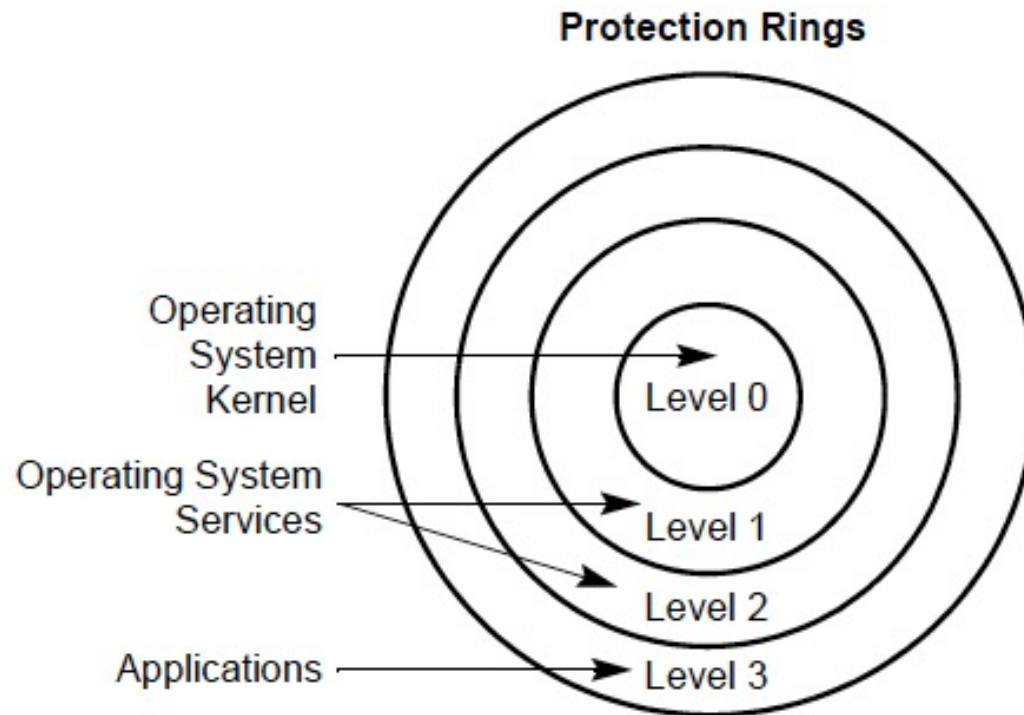 Protection Rings
Operating
System
Kernel
Level 0
Operating System
Services
Level 1
Level 2
Applications
Level 3